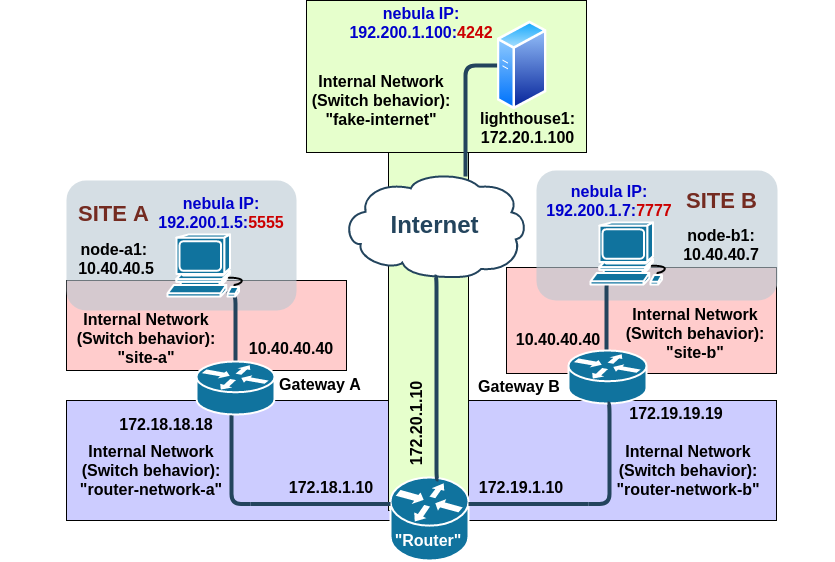 nebula IP:
192.200.1.100:4242
Internal Network
(Switch behavior):
"fake-internet"
lighthouse1:
172.20.1.100
SITE A
nebula IP:
192.200.1.5:5555
node-a1:
10.40.40.5
Internet
nebula IP:
192.200.1.7:7777
SITE B
node-b1:
10.40.40.7
Internal Network
(Switch behavior):
"site-a"
10.40.40.40
Gateway A
10.40.40.40
Internal Network
(Switch behavior):
"site-b"
Gateway B
172.18.18.18
Internal Network
(Switch behavior):
"router-network-a"
172.18.1.10
172.20.1.10
172.19.1.10
172.19.19.19
Internal Network
(Switch behavior):
"router-network-b"
"Router"